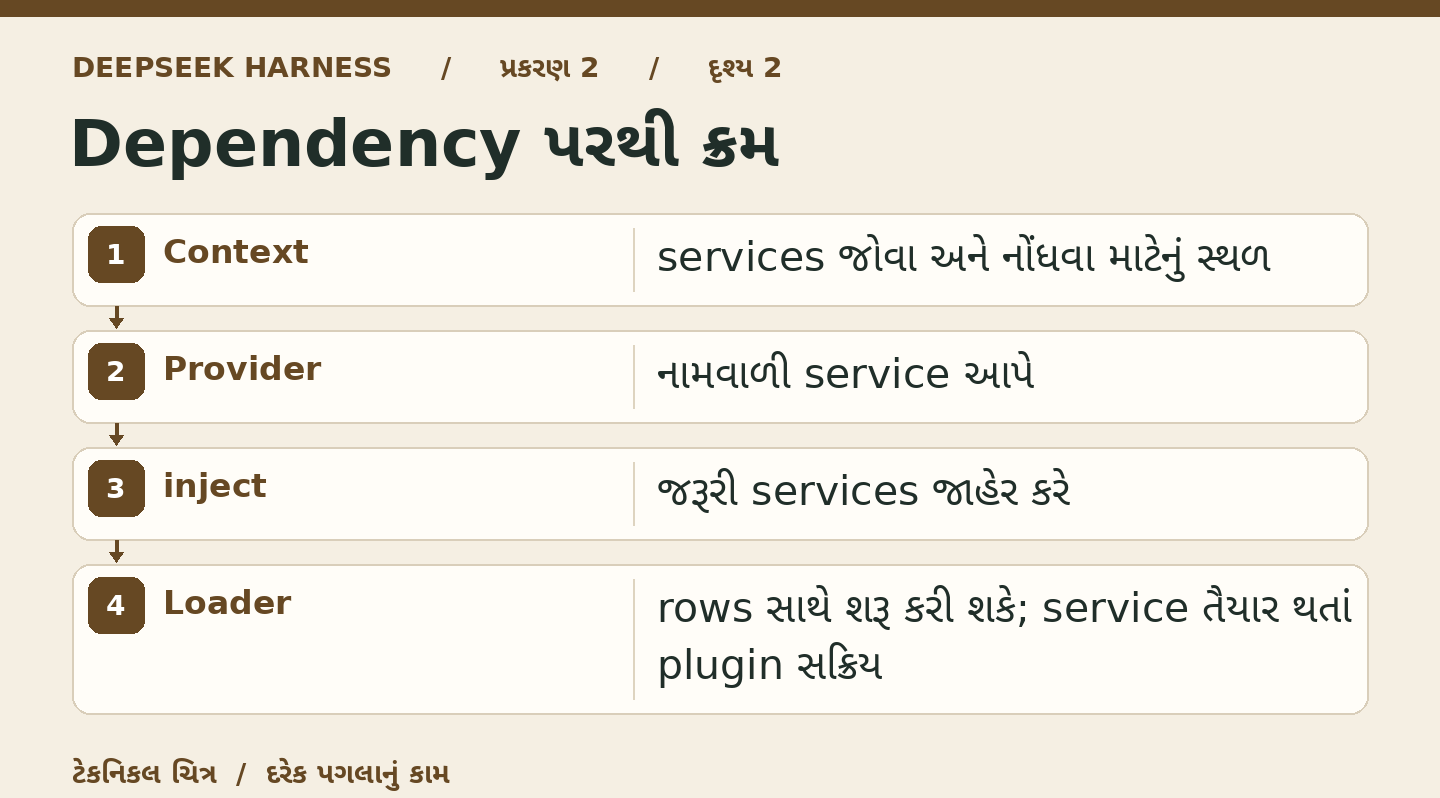 DEEPSEEK HARNESS / પ્રકરણ 2 / દૃશ્ય 2
Dependency પરથી ક્રમ
1 Context
services જોવા અને નોંધવા માટેનું સ્થળ
2 Provider
નામવાળી service આપે
3 inject
જરૂરી services જાહેર કરે
4 Loader
rows સાથે શરૂ કરી શકે; service તૈયાર થતાં
plugin સક્રિય
ટેકનિકલ ચિત્ર / દરેક પગલાનું કામ